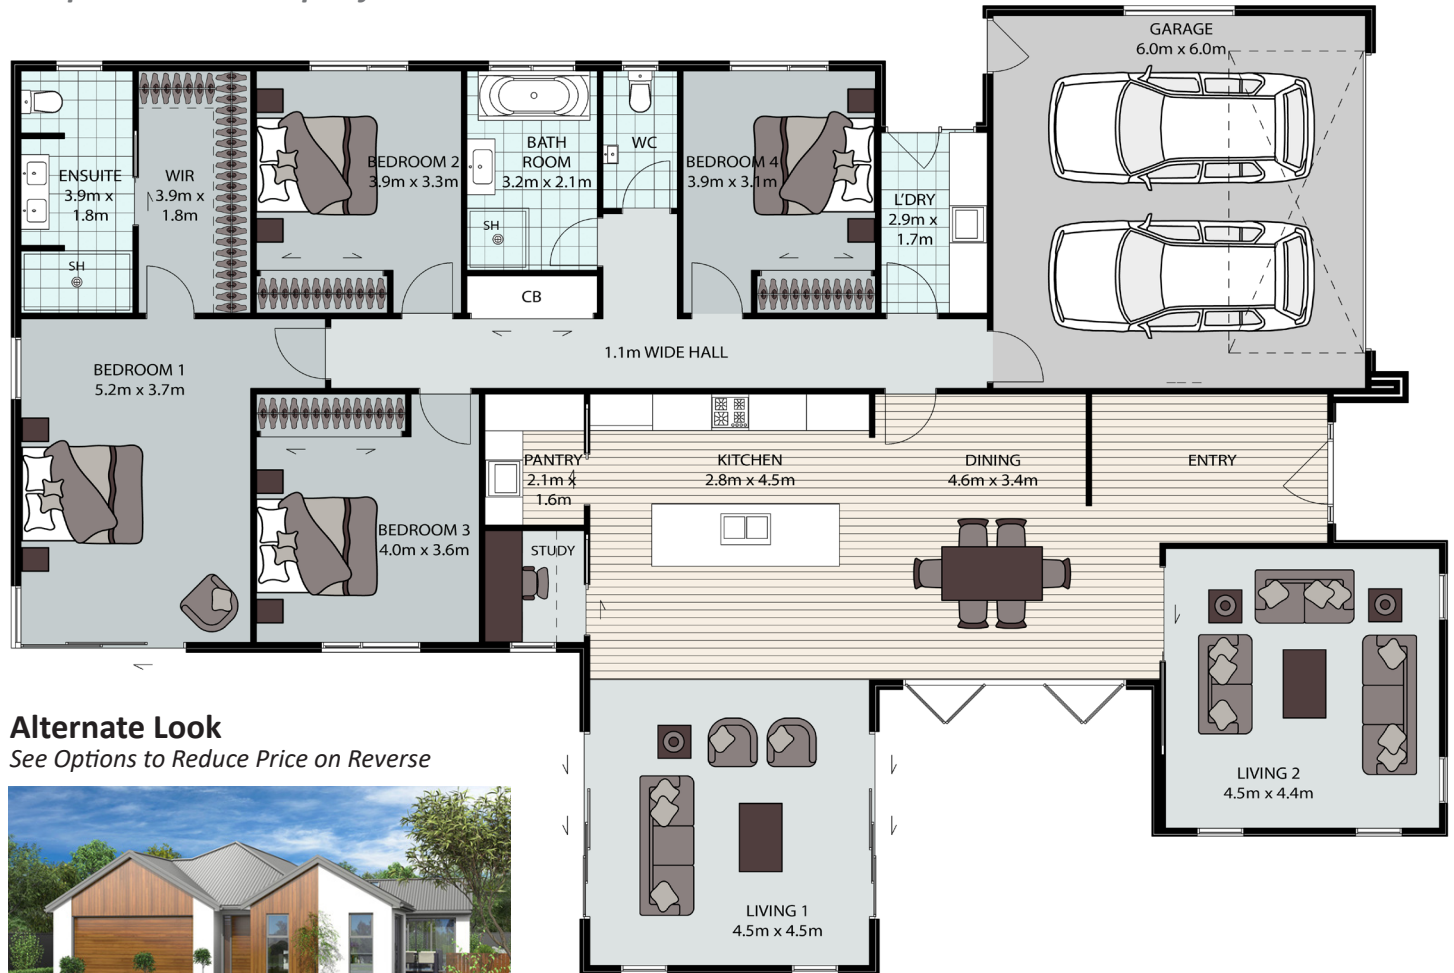 GARAGE
6.0m x 6.0m
ENSUITE
3.9m x
1.8m
SH
WIR
3.9m x
1.8m
BEDROOM 2
3.9m x 3.3m
BATH
ROOM
3.2m x 2.1m
SH
CB
WC
BEDROOM 4
3.9m x 3.1m
L'DRY
2.9m x
1.7m
1.1m WIDE HALL
BEDROOM 1
5.2m x 3.7m
PANTRY
2.1m x
1.6m
KITCHEN
2.8m x 4.5m
DINING
4.6m x 3.4m
ENTRY
BEDROOM 3
4.0m x 3.6m
STUDY
LIVING 2
4.5m x 4.4m
LIVING 1
4.5m x 4.5m
Alternate Look
See Options to Reduce Price on Reverse